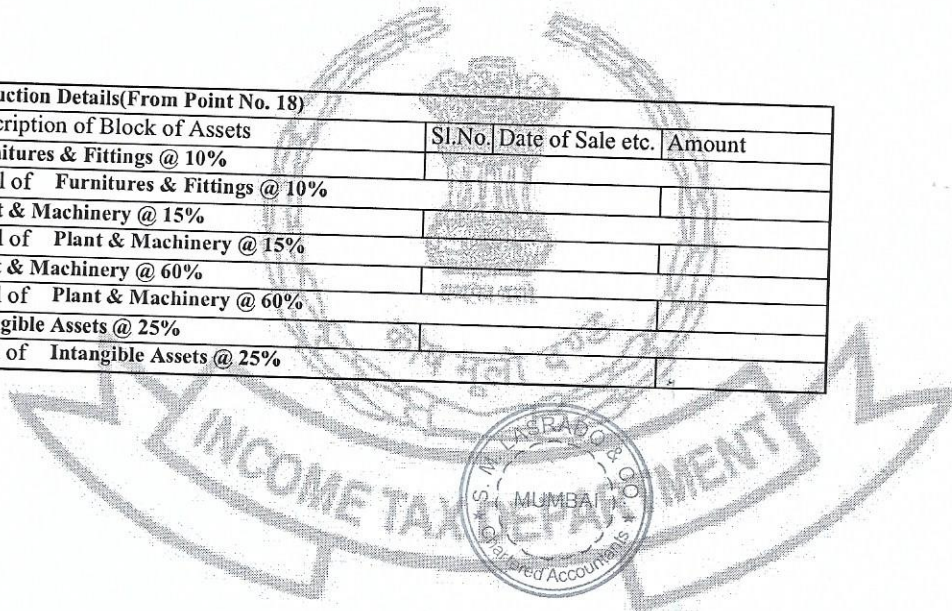 uction Details(From Point No. 18)
cription of Block of Assets Sl.No. Date of Sale etc. Amount
nitures & Fittings @ 10%
l of Furnitures & Fittings @ 10%
t & Machinery @ 15%
l of Plant & Machinery @ 15%
t & Machinery @ 60%
l of Plant & Machinery @ 60%
gible Assets @ 25%
of Intangible Assets @ 25%
कोष मूलो दण्ड
INCOME TAX DEPARTMENT
S. M. LASRADO & CO.
MUMBAI
Chartered Accountants